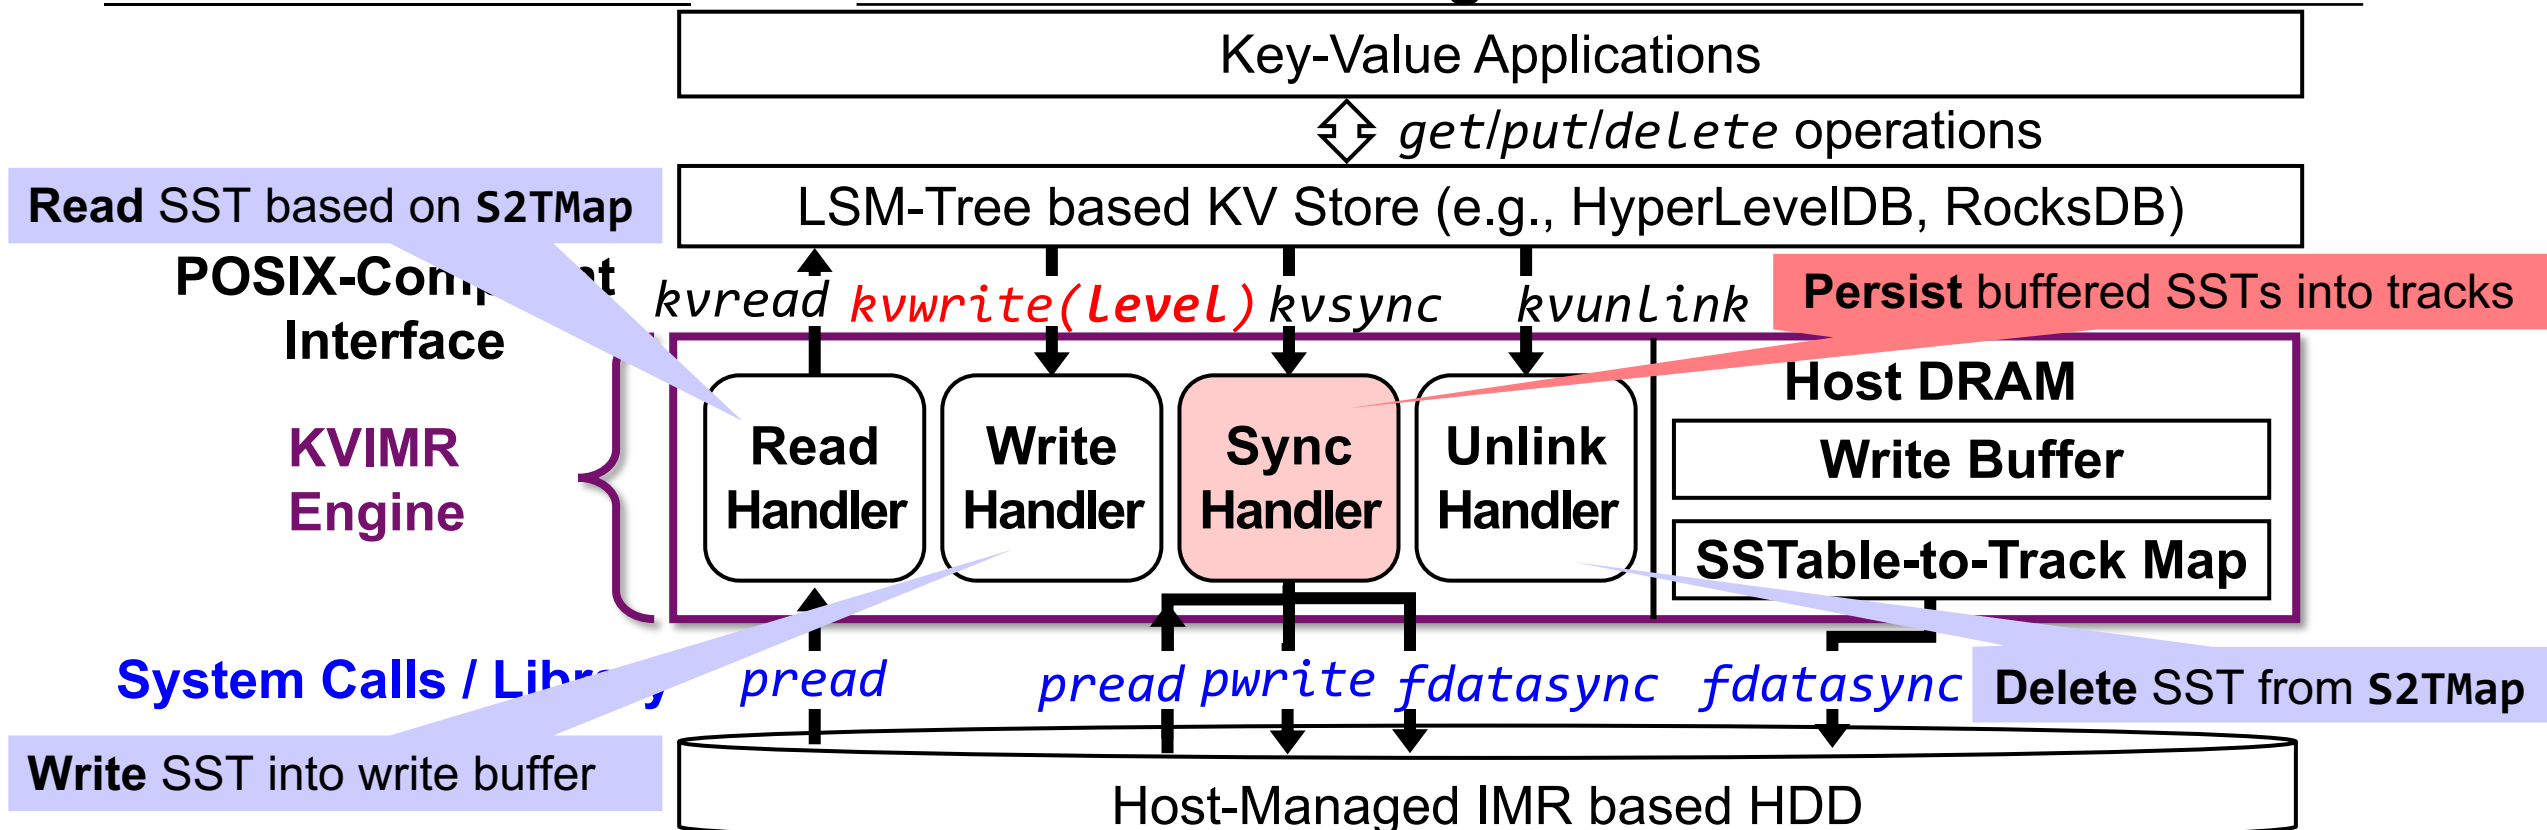 Key-Value Applications
get/put/delete operations
Read SST based on S2TMap
LSM-Tree based KV Store (e.g., HyperLevelDB, RocksDB)
POSIX-Com
nt
Interface
kvread
kvwrite(level)
kvsync
kvunlink
Persist buffered SSTs into tracks
KVIMR
Engine
Read
Handler
Write
Handler
Sync
Handler
Unlink
Handler
Host DRAM
Write Buffer
SSTable-to-Track Map
System Calls / Library
pread
pread
pwrite
fdatasync
fdatasync
Delete SST from S2TMap
Write SST into write buffer
Host-Managed IMR based HDD